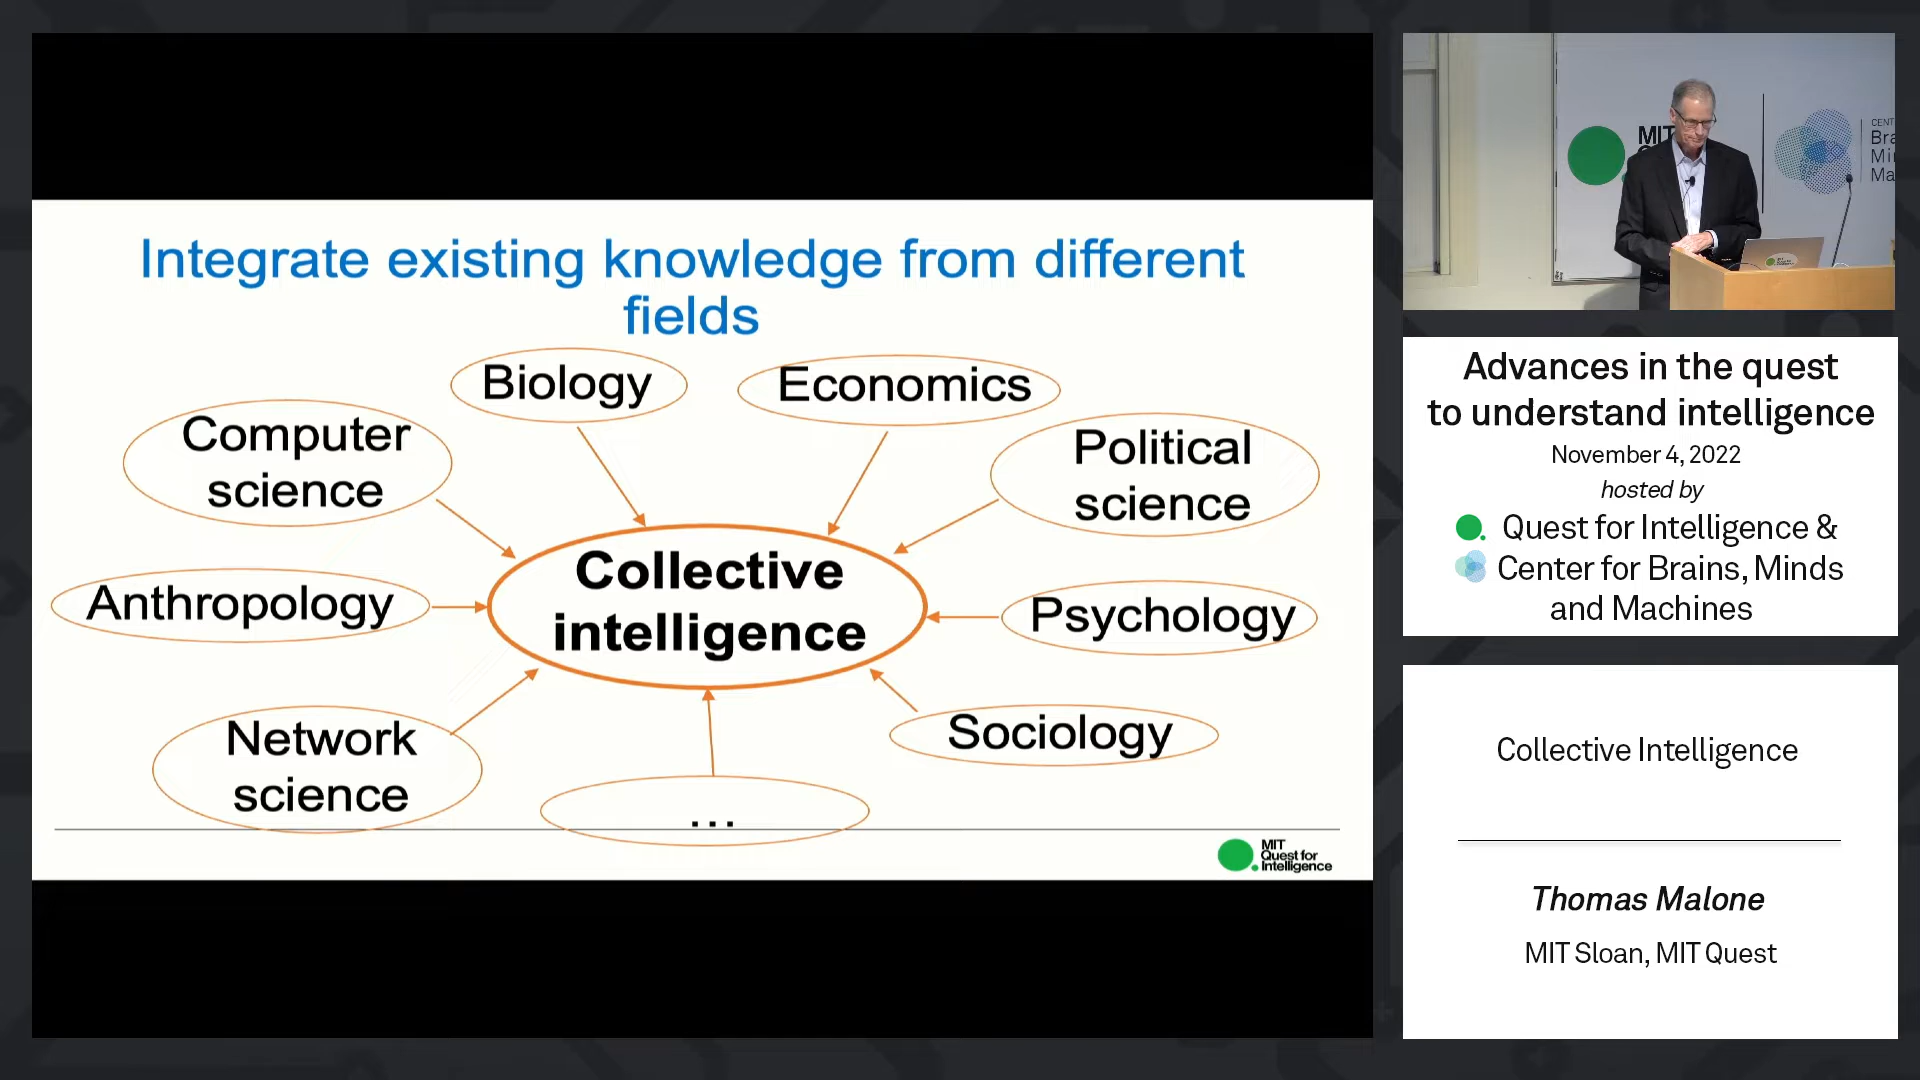 Integrate existing knowledge from different
fields
Biology
Economics
Computer
science
Political
science
Collective
intelligence
Anthropology
Psychology
Network
science
Sociology
...
MIT
Quest for
Intelligence
MIT
Advances in the quest
to understand intelligence
November 4, 2022
hosted by
Quest for Intelligence &
Center for Brains, Minds
and Machines
Collective Intelligence
Thomas Malone
MIT Sloan, MIT Quest